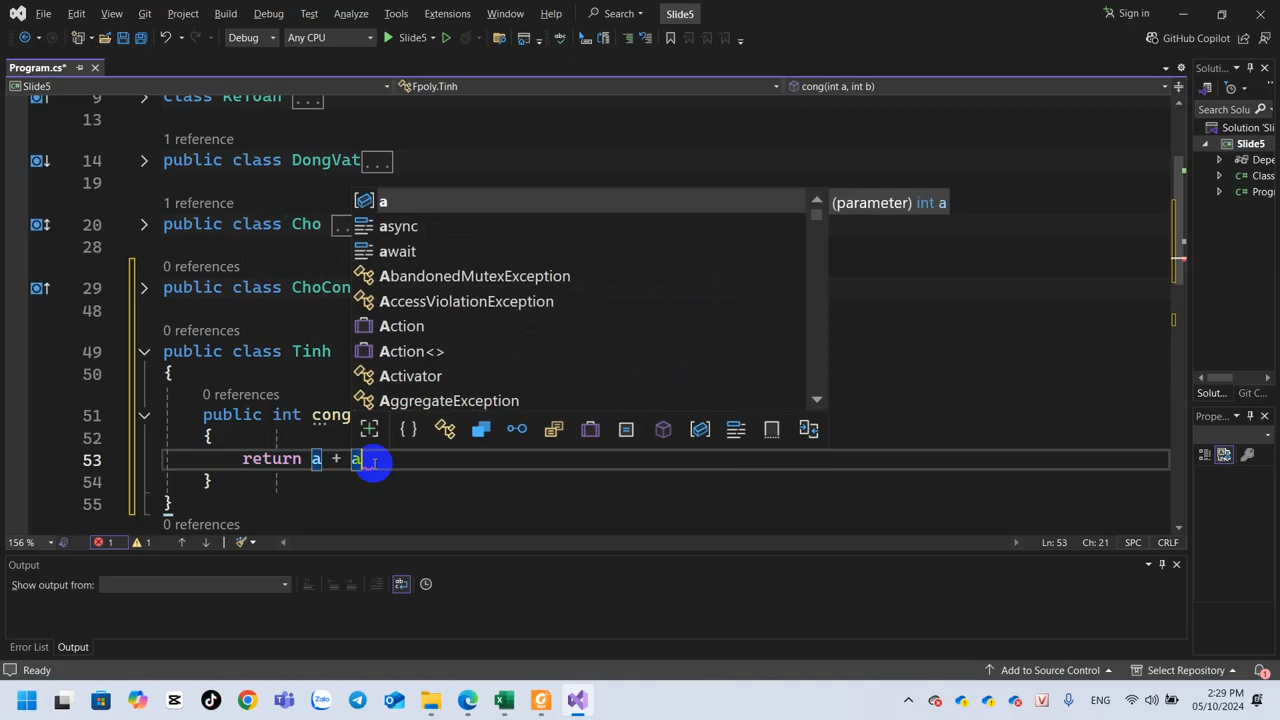 File Edit View Git Project Build Debug Test Analyze Tools Extensions Window Help Search Slide5 Sign in
Debug Any CPU Slide5 GitHub Copilot
Program.cs*
Slide5 Fpoly.Tinh cong(int a, int b)
9 class ReToan ...
13
1 reference
14 public class DongVat...
19
1 reference
20 public class Cho ...
28
0 references
29 public class ChoCon
48
0 references
49 public class Tinh
50 {
0 references
51 public int cong
52 {
53 return a + a
54 }
55 }
0 references
a
async
await
AbandonedMutexException
AccessViolationException
Action
Action<>
Activator
AggregateException
(parameter) int a
156 % 1 1 Ln: 53 Ch: 21 SPC CRLF
Output
Show output from:
Error List Output
Ready Add to Source Control Select Repository 1
Soluti...
Search Solu
Solution 'Sli
Slide5
Depe
Class
Progr
Solut... Git C...
Prope...
Zalo
ENG 2:29 PM
05/10/2024